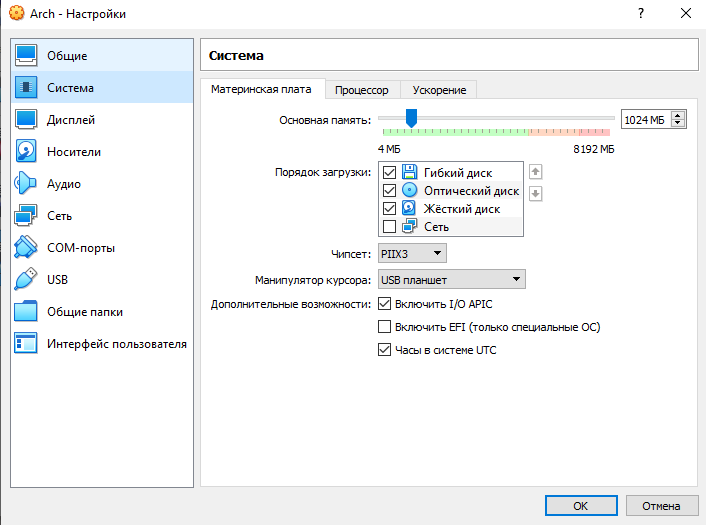 Arch - Настройки
?
Общие
Система
Дисплей
Носители
Аудио
Сеть
COM-порты
USB
Общие папки
Интерфейс пользователя
Система
Материнская плата Процессор Ускорение
Основная память: 1024 МБ
4 МБ 8192 МБ
Порядок загрузки: Гибкий диск
Оптический диск
Жёсткий диск
Сеть
Чипсет: PIIX3
Манипулятор курсора: USB планшет
Дополнительные возможности: Включить I/O APIC
Включить EFI (только специальные ОС)
Часы в системе UTC
OK Отмена